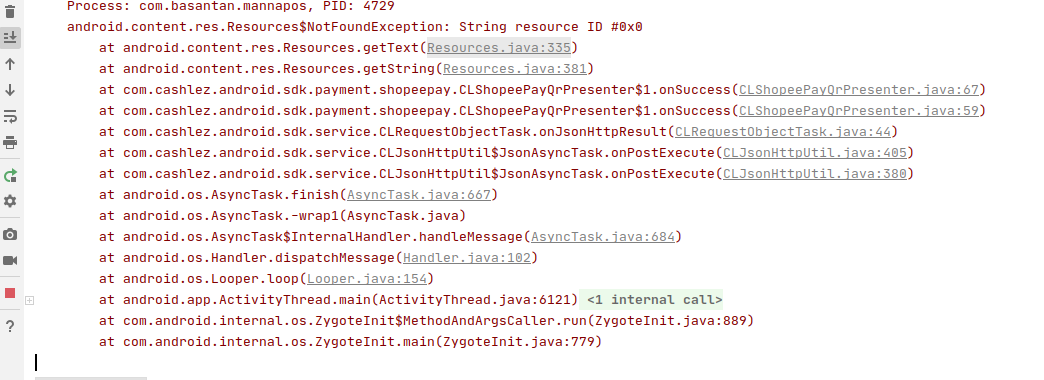 Process: com.basantan.mannapos, PID: 4729
android.content.res.Resources$NotFoundException: String resource ID #0x0
at android.content.res.Resources.getText(Resources.java:335)
at android.content.res.Resources.getString(Resources.java:381)
at com.cashlez.android.sdk.payment.shopeepay.CLShopeePayQrPresenter$1.onSuccess(CLShopeePayQrPresenter.java:67)
at com.cashlez.android.sdk.payment.shopeepay.CLShopeePayQrPresenter$1.onSuccess(CLShopeePayQrPresenter.java:59)
at com.cashlez.android.sdk.service.CLRequestObjectTask.onJsonHttpResult(CLRequestObjectTask.java:44)
at com.cashlez.android.sdk.service.CLJsonHttpUtil$JsonAsyncTask.onPostExecute(CLJsonHttpUtil.java:405)
at com.cashlez.android.sdk.service.CLJsonHttpUtil$JsonAsyncTask.onPostExecute(CLJsonHttpUtil.java:380)
at android.os.AsyncTask.finish(AsyncTask.java:667)
at android.os.AsyncTask.-wrap1(AsyncTask.java)
at android.os.AsyncTask$InternalHandler.handleMessage(AsyncTask.java:684)
at android.os.Handler.dispatchMessage(Handler.java:102)
at android.os.Looper.loop(Looper.java:154)
at android.app.ActivityThread.main(ActivityThread.java:6121) <1 internal call>
at com.android.internal.os.ZygoteInit$MethodAndArgsCaller.run(ZygoteInit.java:889)
at com.android.internal.os.ZygoteInit.main(ZygoteInit.java:779)